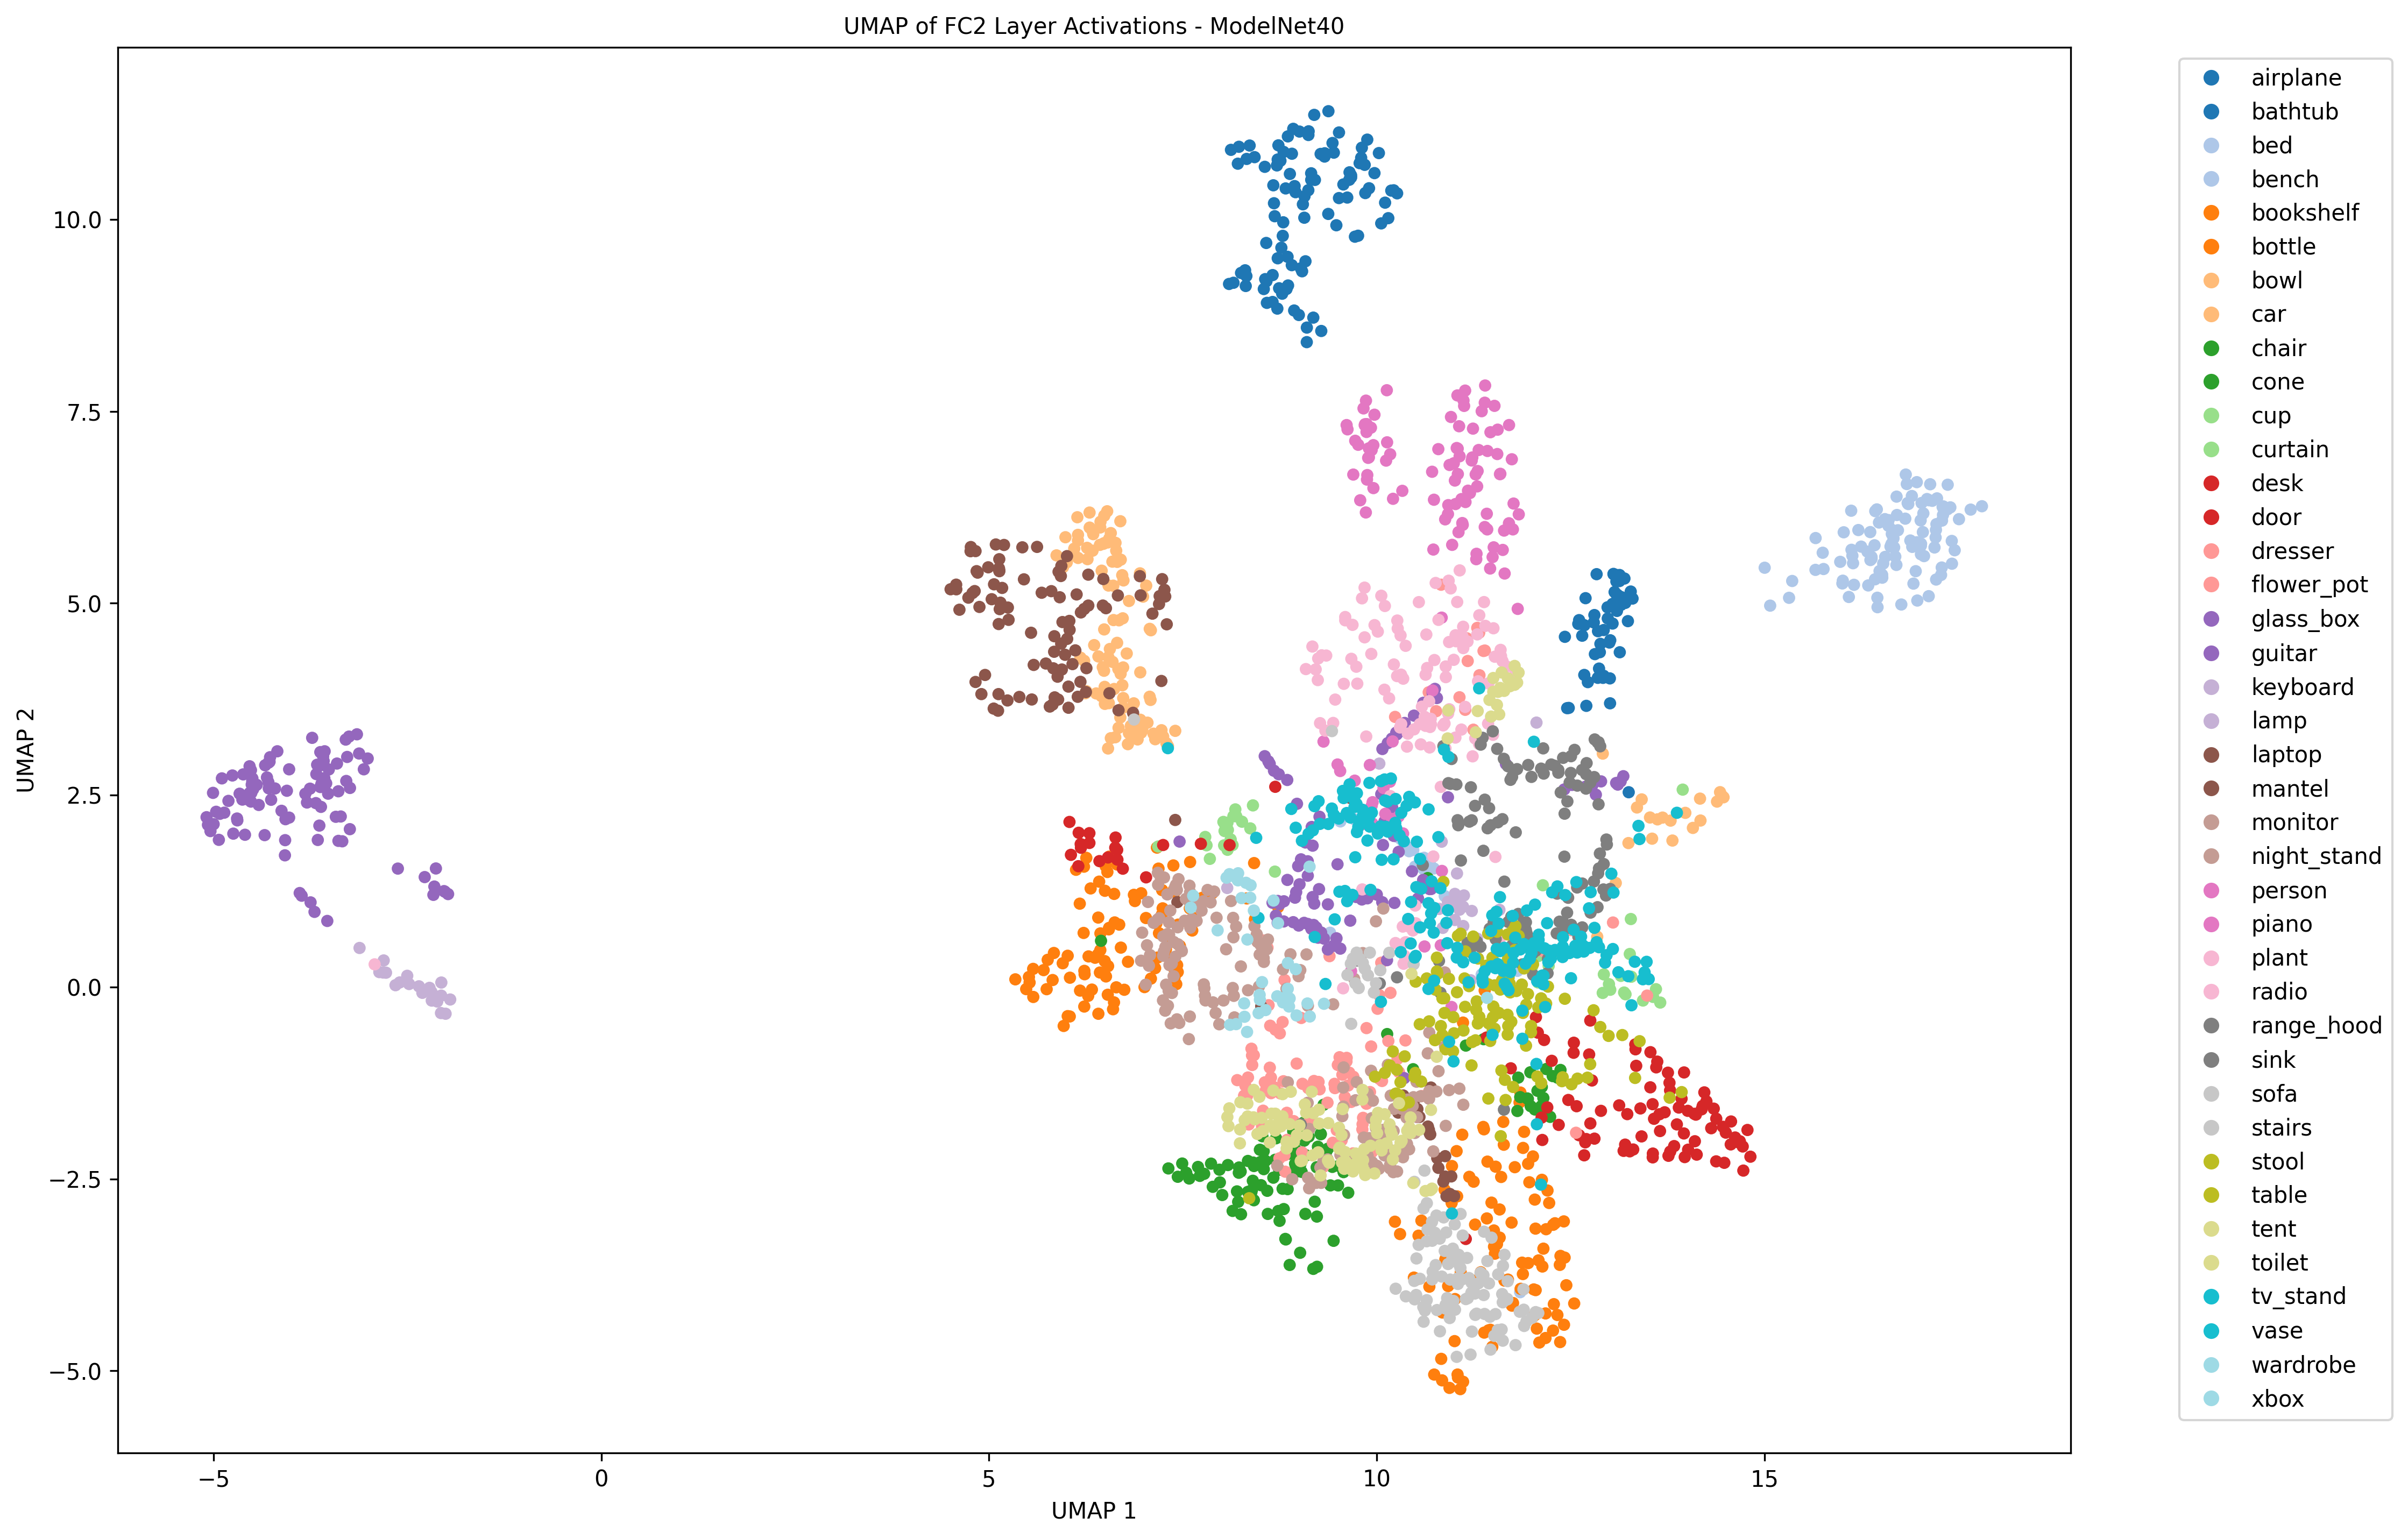 UMAP of FC2 Layer Activations - ModelNet40
10.0
7.5
5.0
2.5
0.0
−2.5
−5.0
UMAP 2
−5
0
5
10
15
UMAP 1
airplane
bathtub
bed
bench
bookshelf
bottle
bowl
car
chair
cone
cup
curtain
desk
door
dresser
flower_pot
glass_box
guitar
keyboard
lamp
laptop
mantel
monitor
night_stand
person
piano
plant
radio
range_hood
sink
sofa
stairs
stool
table
tent
toilet
tv_stand
vase
wardrobe
xbox